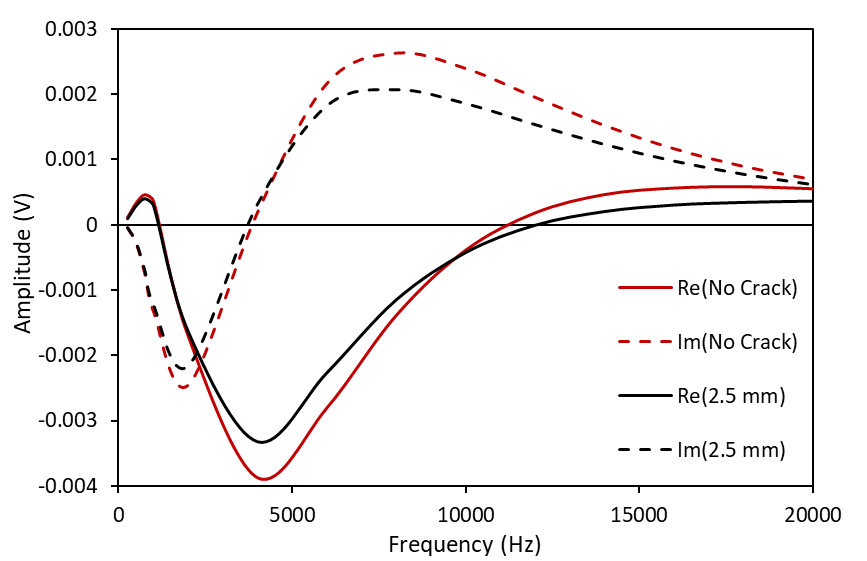 0.003
0.002
0.001
0
-0.001
-0.002
-0.003
-0.004
Amplitude (V)
Re(No Crack)
Im(No Crack)
Re(2.5 mm)
Im(2.5 mm)
0 5000 10000 15000 20000
Frequency (Hz)